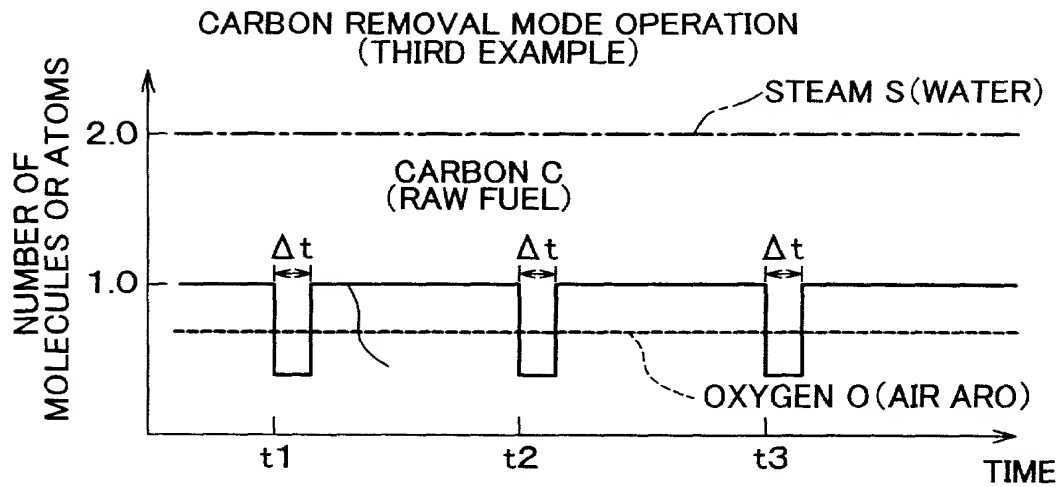 CARBON REMOVAL MODE OPERATION
(THIRD EXAMPLE)
STEAM S(WATER)
2.0
CARBON C
(RAW FUEL)
NUMBER OF
MOLECULES OR ATOMS
Δt
Δt
Δt
1.0
OXYGEN O(AIR ARO)
t1
t2
t3
TIME